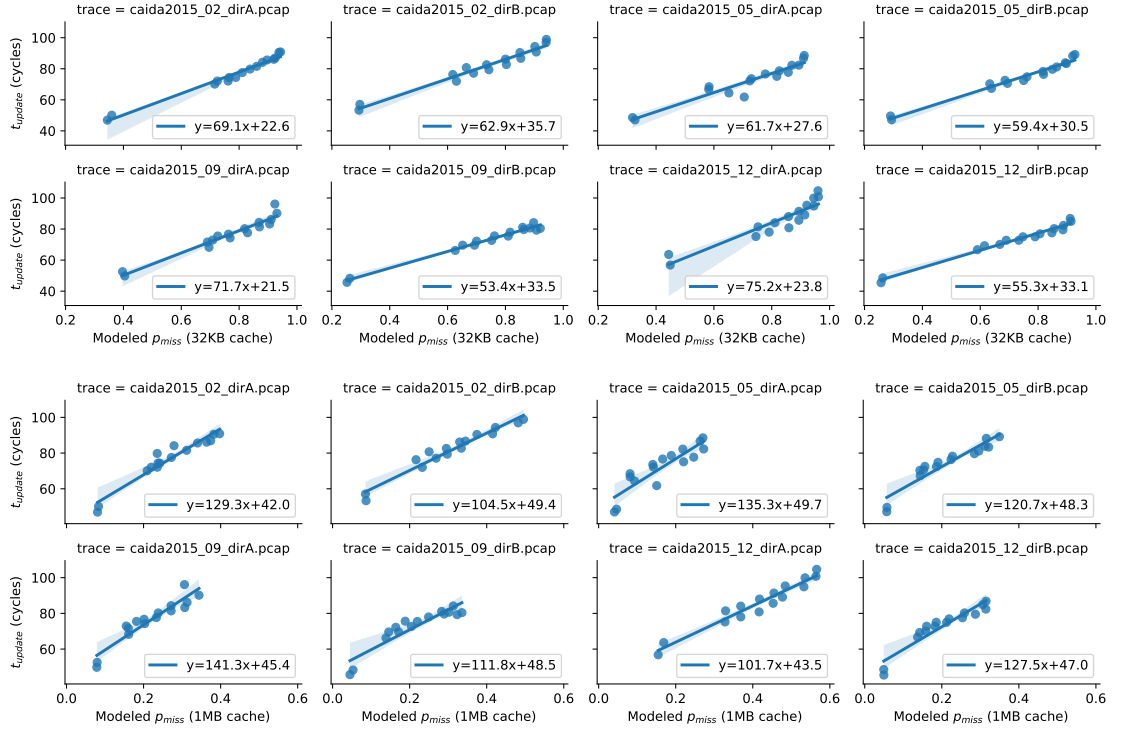 trace = caida2015_02_dirA.pcap trace = caida2015_02_dirB.pcap trace = caida2015_05_dirA.pcap trace = caida2015_05_dirB.pcap
t_update (cycles)
100
80
60
40
y=69.1x+22.6 y=62.9x+35.7 y=61.7x+27.6 y=59.4x+30.5
trace = caida2015_09_dirA.pcap trace = caida2015_09_dirB.pcap trace = caida2015_12_dirA.pcap trace = caida2015_12_dirB.pcap
t_update (cycles)
100
80
60
40
y=71.7x+21.5 y=53.4x+33.5 y=75.2x+23.8 y=55.3x+33.1
0.2 0.4 0.6 0.8 1.0 0.2 0.4 0.6 0.8 1.0 0.2 0.4 0.6 0.8 1.0 0.2 0.4 0.6 0.8 1.0
Modeled p_miss (32KB cache) Modeled p_miss (32KB cache) Modeled p_miss (32KB cache) Modeled p_miss (32KB cache)
trace = caida2015_02_dirA.pcap trace = caida2015_02_dirB.pcap trace = caida2015_05_dirA.pcap trace = caida2015_05_dirB.pcap
t_update (cycles)
100
80
60
y=129.3x+42.0 y=104.5x+49.4 y=135.3x+49.7 y=120.7x+48.3
trace = caida2015_09_dirA.pcap trace = caida2015_09_dirB.pcap trace = caida2015_12_dirA.pcap trace = caida2015_12_dirB.pcap
t_update (cycles)
100
80
60
y=141.3x+45.4 y=111.8x+48.5 y=101.7x+43.5 y=127.5x+47.0
0.0 0.2 0.4 0.6 0.0 0.2 0.4 0.6 0.0 0.2 0.4 0.6 0.0 0.2 0.4 0.6
Modeled p_miss (1MB cache) Modeled p_miss (1MB cache) Modeled p_miss (1MB cache) Modeled p_miss (1MB cache)